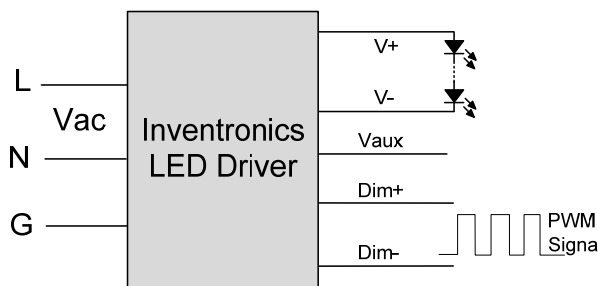 V+
L
Vac
V-
Inventronics
LED Driver
Vaux
N
Dim+
G
PWM
Signa
Dim-